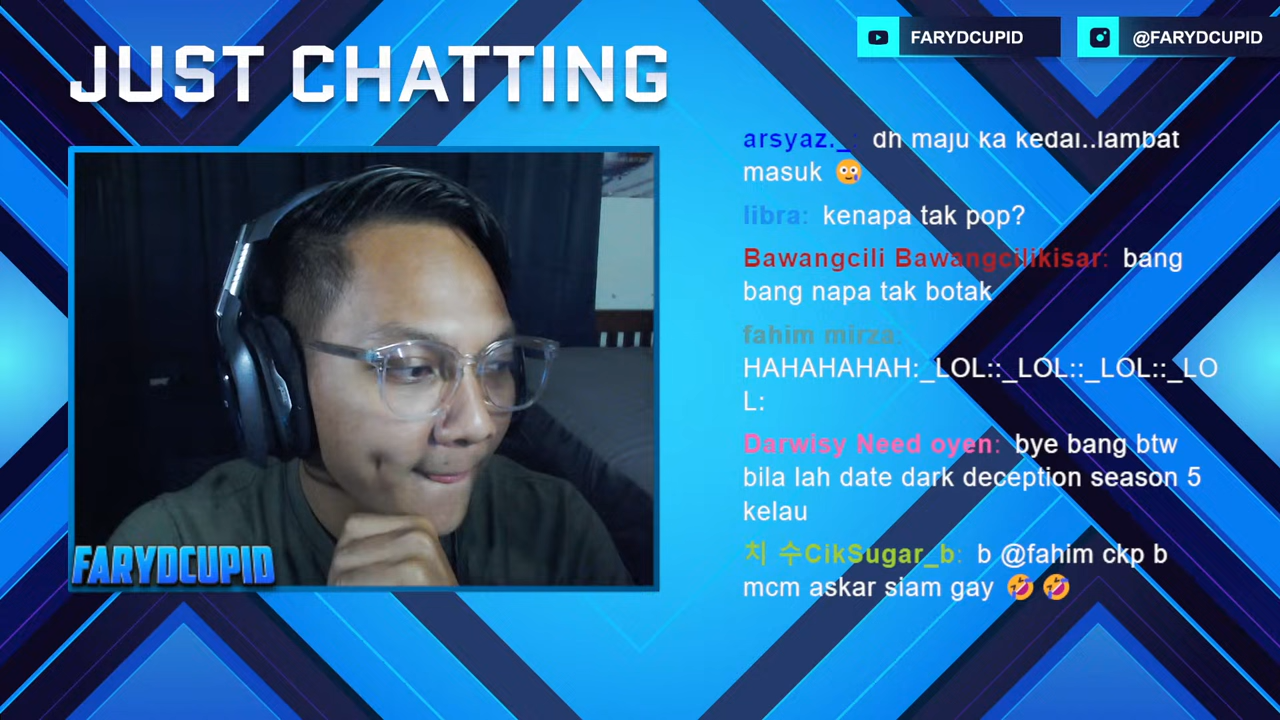 JUST CHATTING
FARYDCUPID
@FARYDCUPID
arsyaz._: dh maju ka kedai..lambat
masuk 😳
libra: kenapa tak pop?
Bawangcili Bawangcilikisar: bang
bang napa tak botak
fahim mirza:
HAHAHAHAH:_LOL::_LOL::_LOL::_LO
L:
Darwisy Need oyen: bye bang btw
bila lah date dark deception season 5
kelau
치 수CikSugar_b: b @fahim ckp b
mcm askar siam gay 🤣🤣
FARYDCUPID